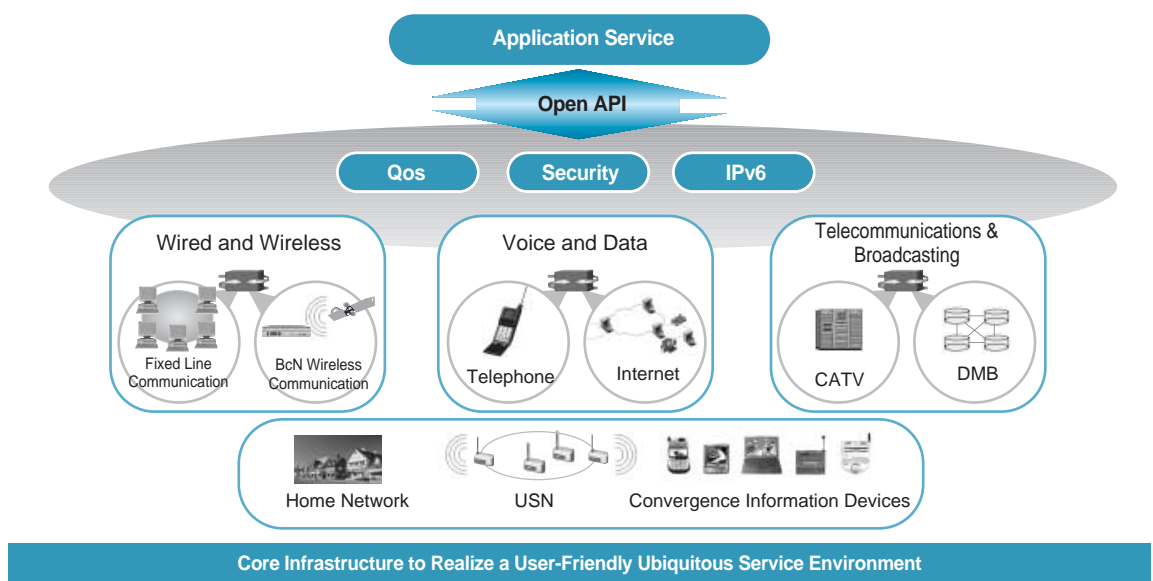 Application Service
Open API
Qos
Security
IPv6
Wired and Wireless
Fixed Line
Communication
BcN Wireless
Communication
Voice and Data
Telephone
Internet
Telecommunications &
Broadcasting
CATV
DMB
Home Network
USN
Convergence Information Devices
Core Infrastructure to Realize a User-Friendly Ubiquitous Service Environment